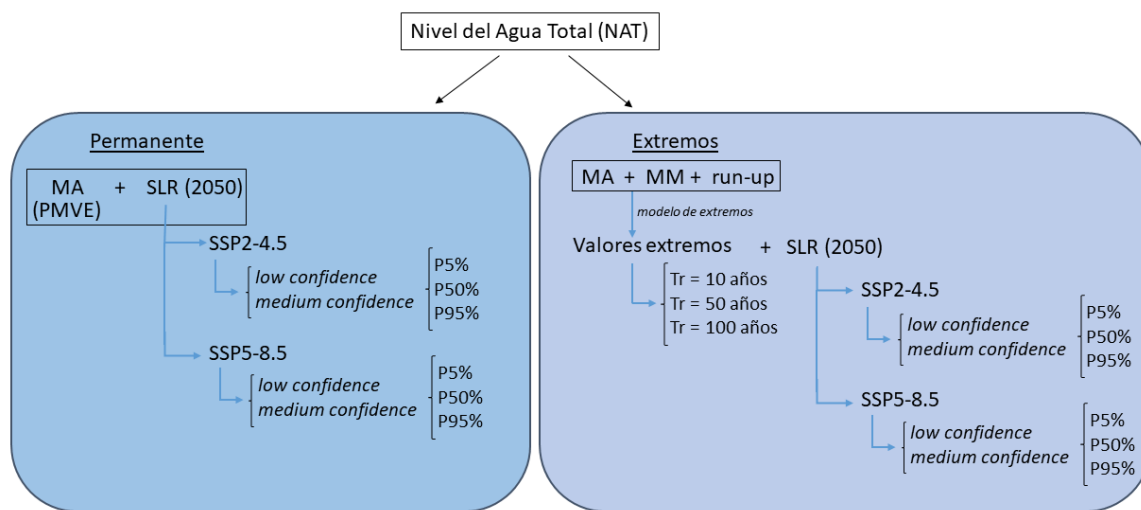 Nivel del Agua Total (NAT)
Permanente
MA + SLR (2050)
(PMVE)
SSP2-4.5
low confidence
medium confidence
P5%
P50%
P95%
SSP5-8.5
low confidence
medium confidence
P5%
P50%
P95%
Extremos
MA + MM + run-up
modelo de extremos
Valores extremos + SLR (2050)
Tr = 10 años
Tr = 50 años
Tr = 100 años
SSP2-4.5
low confidence
medium confidence
P5%
P50%
P95%
SSP5-8.5
low confidence
medium confidence
P5%
P50%
P95%